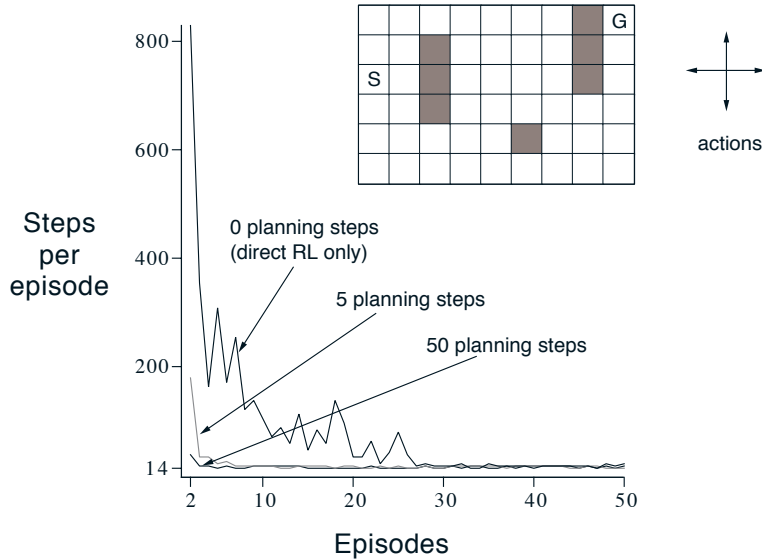 800
600
400
200
14
Steps
per
episode
0 planning steps
(direct RL only)
5 planning steps
50 planning steps
S
G
actions
2
10
20
30
40
50
Episodes